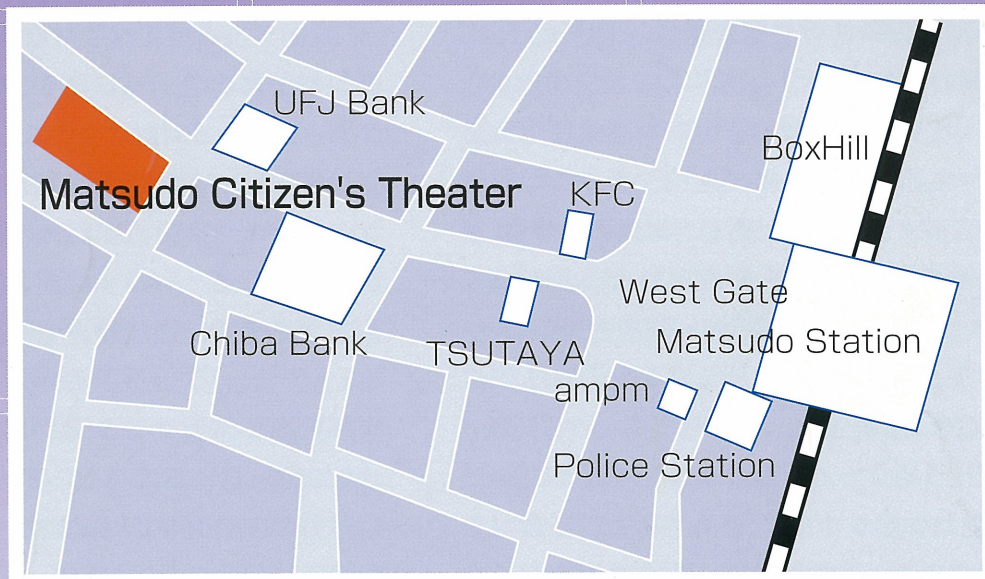 UFJ Bank
BoxHill
Matsudo Citizen's Theater
KFC
West Gate
Matsudo Station
Chiba Bank
TSUTAYA
ampm
Police Station